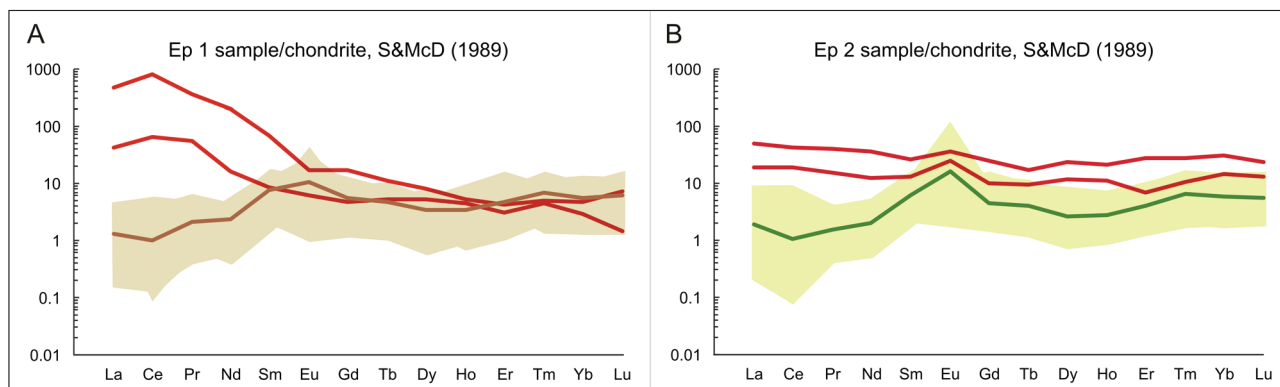 A
Ep 1 sample/chondrite, S&McD (1989)
1000
100
10
1
0.1
0.01
La Ce Pr Nd Sm Eu Gd Tb Dy Ho Er Tm Yb Lu
B
Ep 2 sample/chondrite, S&McD (1989)
1000
100
10
1
0.1
0.01
La Ce Pr Nd Sm Eu Gd Tb Dy Ho Er Tm Yb Lu